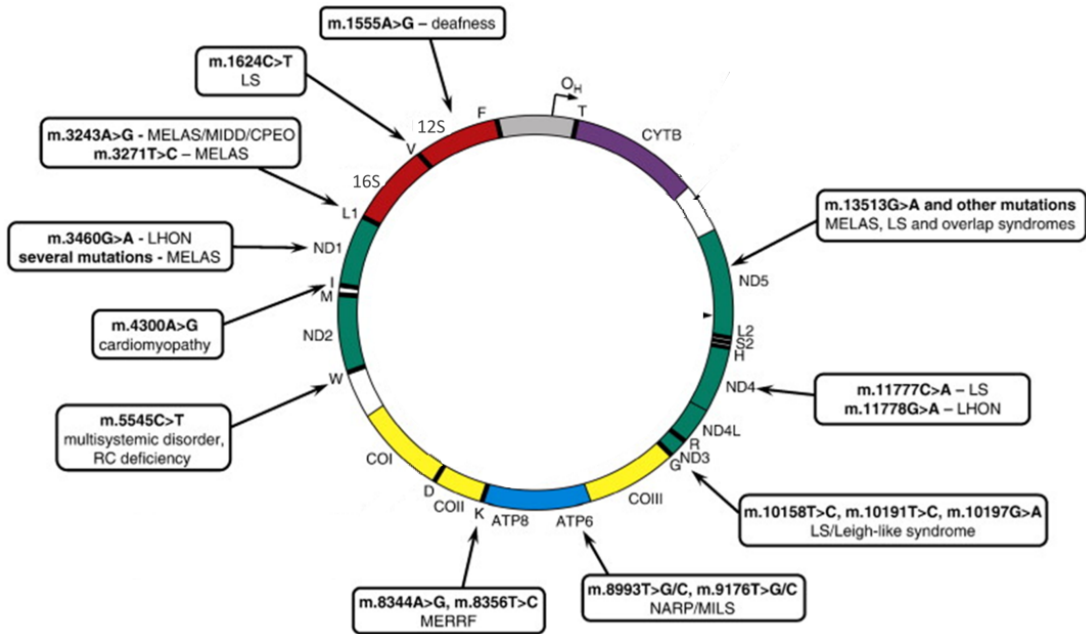 m.1555A>G – deafness
m.1624C>T
LS
m.3243A>G - MELAS/MIDD/CPEO
m.3271T>C – MELAS
m.3460G>A - LHON
several mutations - MELAS
m.4300A>G
cardiomyopathy
m.5545C>T
multisystemic disorder,
RC deficiency
m.8344A>G, m.8356T>C
MERRF
m.8993T>G/C, m.9176T>G/C
NARP/MILS
m.10158T>C, m.10191T>C, m.10197G>A
LS/Leigh-like syndrome
m.11777C>A – LS
m.11778G>A – LHON
m.13513G>A and other mutations
MELAS, LS and overlap syndromes
OH
T
CYTB
ND5
L2
S2
H
ND4
ND4L
R
ND3
G
COIII
ATP6
ATP8
K
COII
D
COI
W
ND2
M
I
ND1
L1
16S
V
12S
F